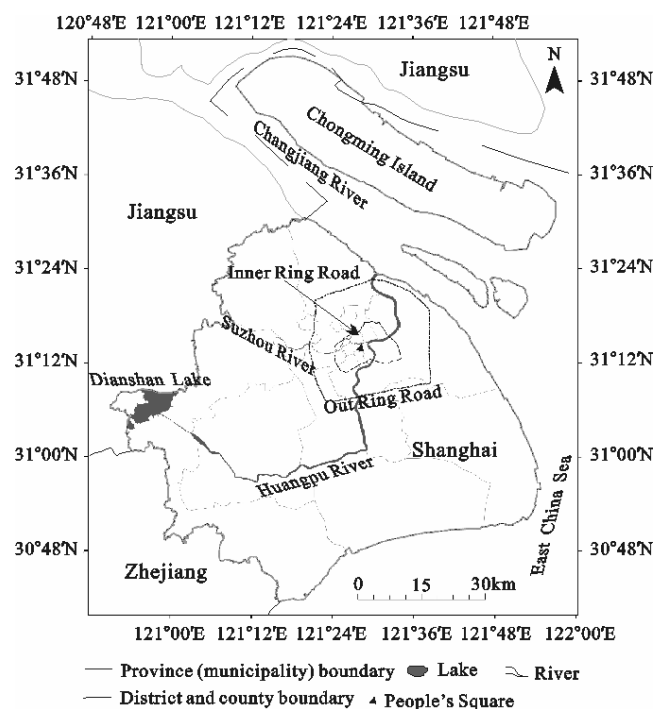 120°48′E 121°00′E 121°12′E 121°24′E 121°36′E 121°48′E
N
Jiangsu
31°48′N 31°48′N
Chongming Island
Changjiang River
31°36′N 31°36′N
Jiangsu
31°24′N 31°24′N
Inner Ring Road
Suzhou River
31°12′N 31°12′N
Dianshan Lake
Out Ring Road
Shanghai
31°00′N 31°00′N
Huangpu River
East China Sea
30°48′N 30°48′N
Zhejiang
0 15 30km
121°00′E 121°12′E 121°24′E 121°36′E 121°48′E 122°00′E
Province (municipality) boundary Lake River
District and county boundary People's Square